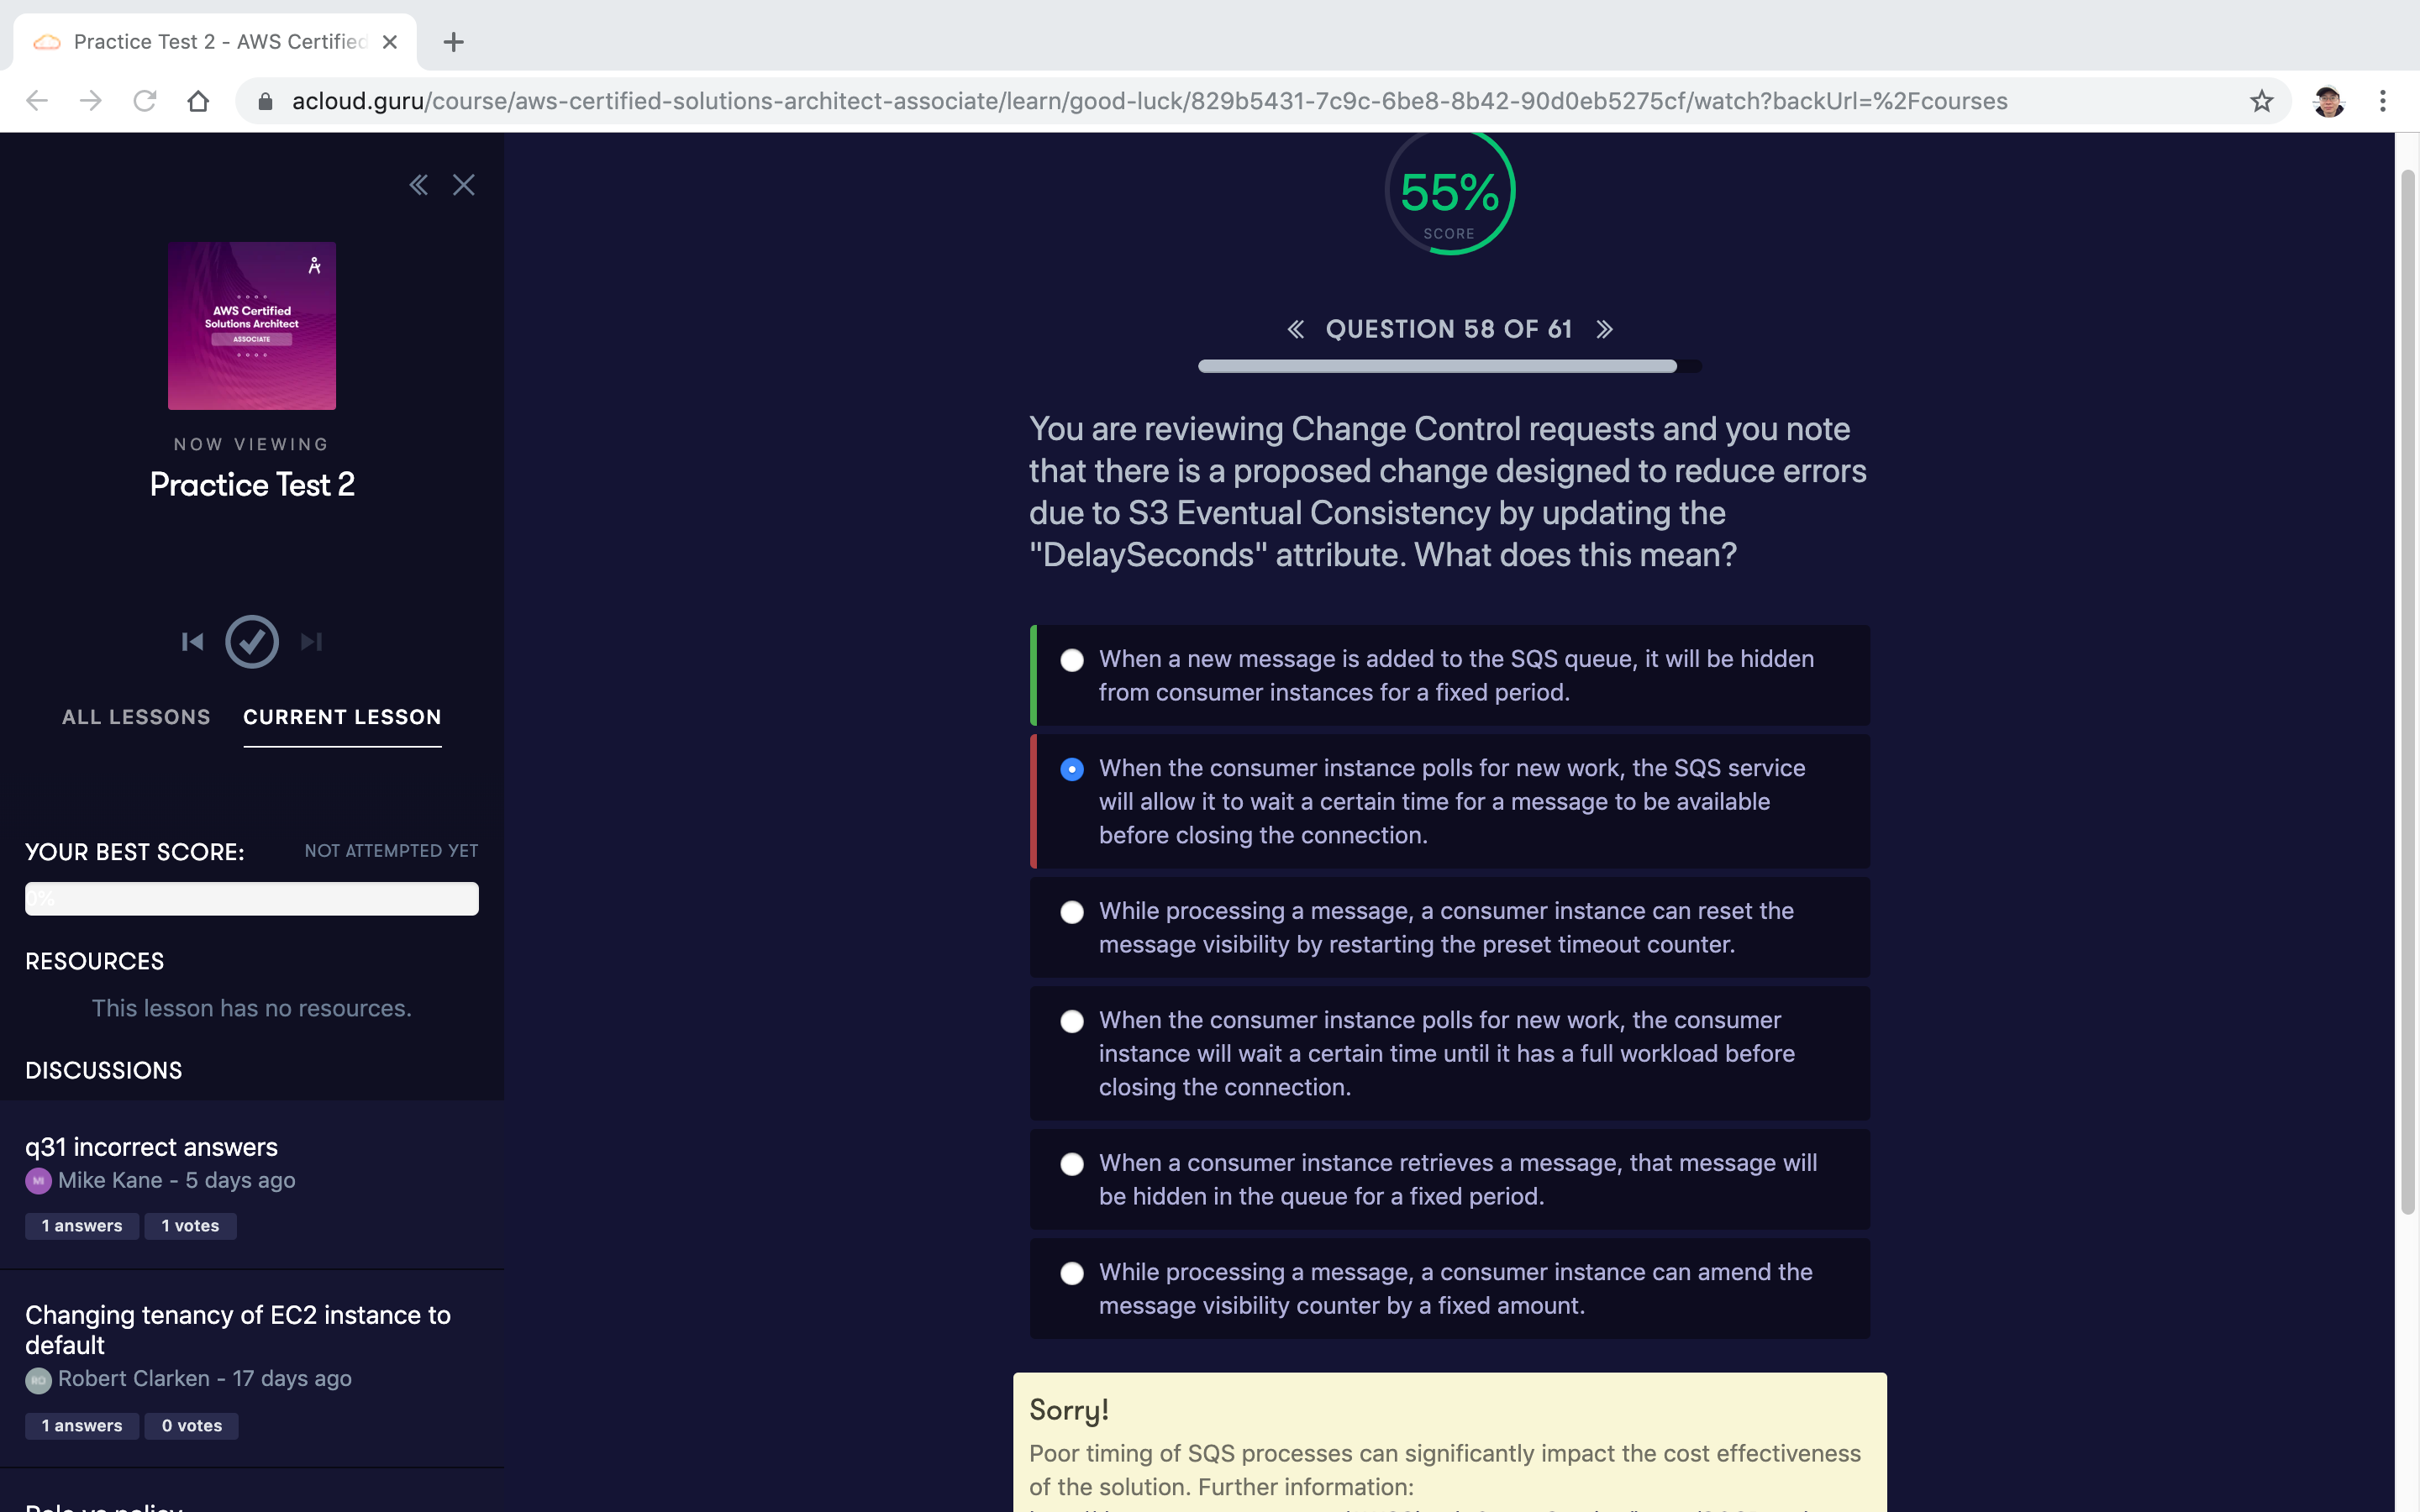 Practice Test 2 - AWS Certified
acloud.guru/course/aws-certified-solutions-architect-associate/learn/good-luck/829b5431-7c9c-6be8-8b42-90d0eb5275cf/watch?backUrl=%2Fcourses
AWS Certified
Solutions Architect
ASSOCIATE
NOW VIEWING
Practice Test 2
ALL LESSONS
CURRENT LESSON
YOUR BEST SCORE:
NOT ATTEMPTED YET
0%
RESOURCES
This lesson has no resources.
DISCUSSIONS
q31 incorrect answers
MI Mike Kane - 5 days ago
1 answers
1 votes
Changing tenancy of EC2 instance to
default
RO Robert Clarken - 17 days ago
1 answers
0 votes
Role vs policy
55%
SCORE
QUESTION 58 OF 61
You are reviewing Change Control requests and you note
that there is a proposed change designed to reduce errors
due to S3 Eventual Consistency by updating the
"DelaySeconds" attribute. What does this mean?
When a new message is added to the SQS queue, it will be hidden
from consumer instances for a fixed period.
When the consumer instance polls for new work, the SQS service
will allow it to wait a certain time for a message to be available
before closing the connection.
While processing a message, a consumer instance can reset the
message visibility by restarting the preset timeout counter.
When the consumer instance polls for new work, the consumer
instance will wait a certain time until it has a full workload before
closing the connection.
When a consumer instance retrieves a message, that message will
be hidden in the queue for a fixed period.
While processing a message, a consumer instance can amend the
message visibility counter by a fixed amount.
Sorry!
Poor timing of SQS processes can significantly impact the cost effectiveness
of the solution. Further information: